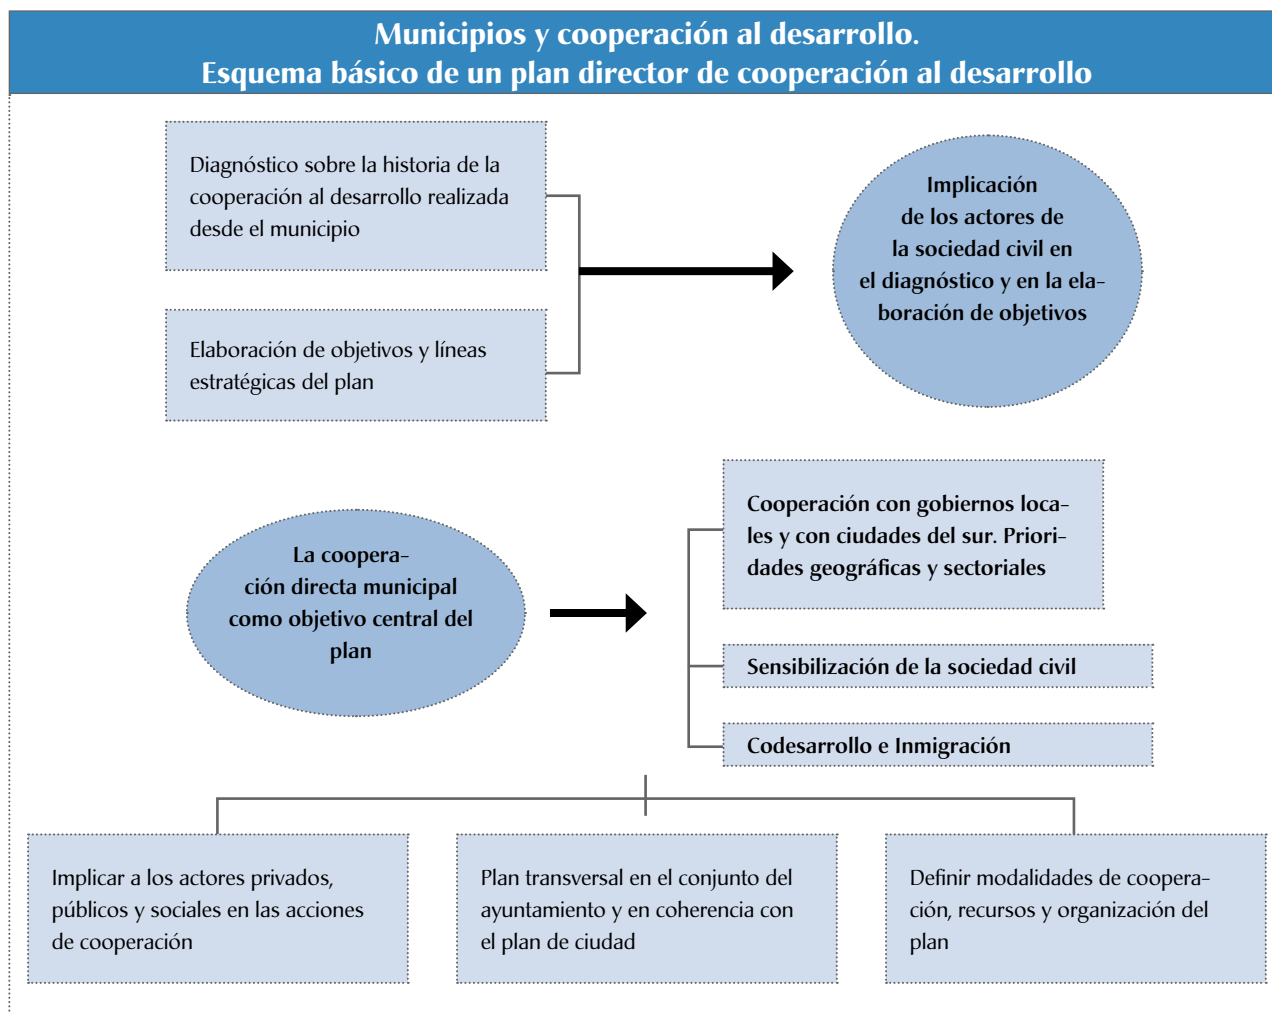 Municipios y cooperación al desarrollo.
Esquema básico de un plan director de cooperación al desarrollo
Diagnóstico sobre la historia de la
cooperación al desarrollo realizada
desde el municipio
Elaboración de objetivos y líneas
estratégicas del plan
Implicación
de los actores de
la sociedad civil en
el diagnóstico y en la ela-
boración de objetivos
La coopera-
ción directa municipal
como objetivo central del
plan
Cooperación con gobiernos loca-
les y con ciudades del sur. Priori-
dades geográficas y sectoriales
Sensibilización de la sociedad civil
Codesarrollo e Inmigración
Implicar a los actores privados,
públicos y sociales en las acciones
de cooperación
Plan transversal en el conjunto del
ayuntamiento y en coherencia con
el plan de ciudad
Definir modalidades de coopera-
ción, recursos y organización del
plan